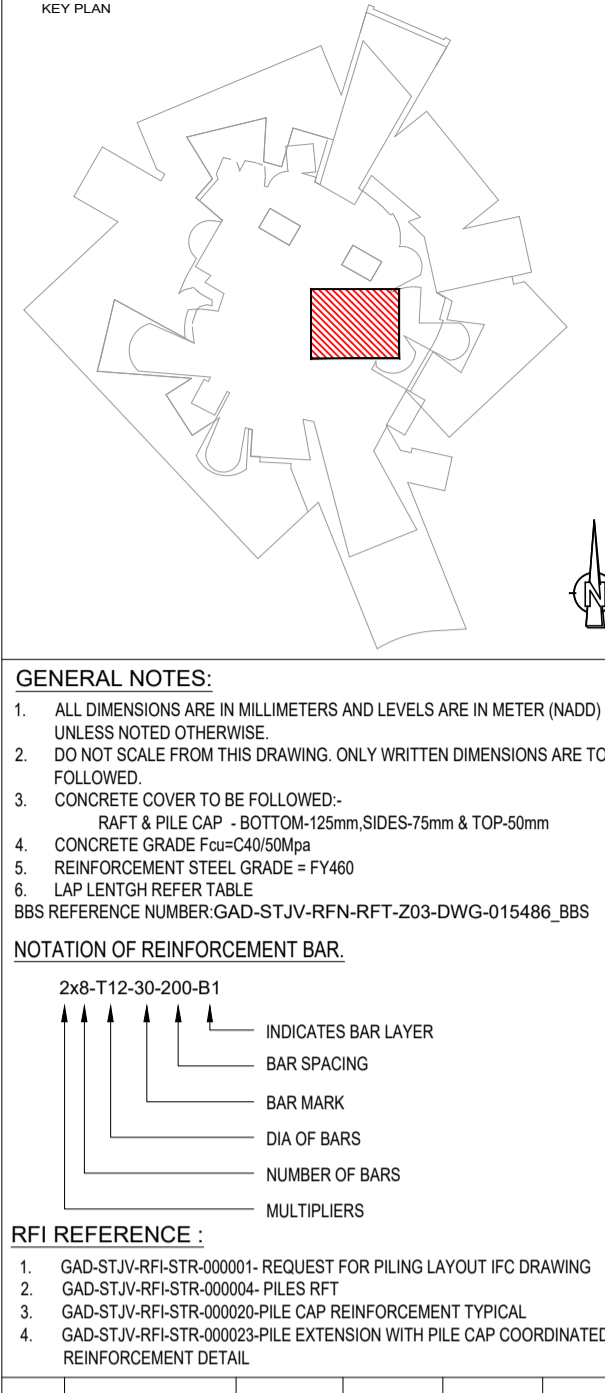 KEY PLAN
N
GENERAL NOTES:
1. ALL DIMENSIONS ARE IN MILLIMETERS AND LEVELS ARE IN METER (NADD)
UNLESS NOTED OTHERWISE.
2. DO NOT SCALE FROM THIS DRAWING. ONLY WRITTEN DIMENSIONS ARE TO
FOLLOWED.
3. CONCRETE COVER TO BE FOLLOWED:-
RAFT & PILE CAP - BOTTOM-125mm,SIDES-75mm & TOP-50mm
4. CONCRETE GRADE Fcu=C40/50Mpa
5. REINFORCEMENT STEEL GRADE = FY460
6. LAP LENTGH REFER TABLE
BBS REFERENCE NUMBER:GAD-STJV-RFN-RFT-Z03-DWG-015486_BBS
NOTATION OF REINFORCEMENT BAR.
2x8-T12-30-200-B1
INDICATES BAR LAYER
BAR SPACING
BAR MARK
DIA OF BARS
NUMBER OF BARS
MULTIPLIERS
RFI REFERENCE :
1. GAD-STJV-RFI-STR-000001- REQUEST FOR PILING LAYOUT IFC DRAWING
2. GAD-STJV-RFI-STR-000004- PILES RFT
3. GAD-STJV-RFI-STR-000020-PILE CAP REINFORCEMENT TYPICAL
4. GAD-STJV-RFI-STR-000023-PILE EXTENSION WITH PILE CAP COORDINATED
REINFORCEMENT DETAIL